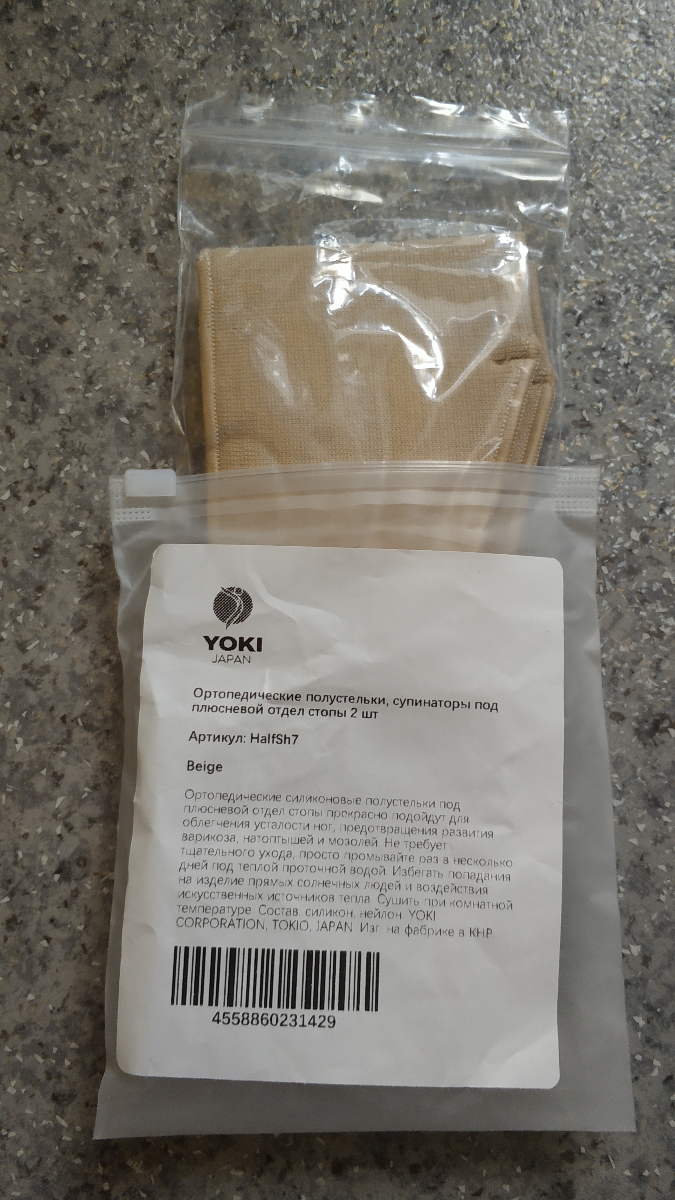 YOKI
JAPAN
Ортопедические полустельки, супинаторы под
плюсневой отдел стопы 2 шт
Артикул: HalfSh7
Beige
Ортопедические силиконовые полустельки под
плюсневой отдел стопы прекрасно подойдут для
облегчения усталости ног, предотвращения развития
варикоза, натоптышей и мозолей. Не требует
тщательного ухода, просто промывайте раз в несколько
дней под теплой проточной водой. Избегать попадания
на изделие прямых солнечных людей и воздействия
искусственных источников тепла. Сушить при комнатной
температуре. Состав: силикон, нейлон. YOKI
CORPORATION, TOKIO, JAPAN. Изг. на фабрике в КНР.
4558860231429